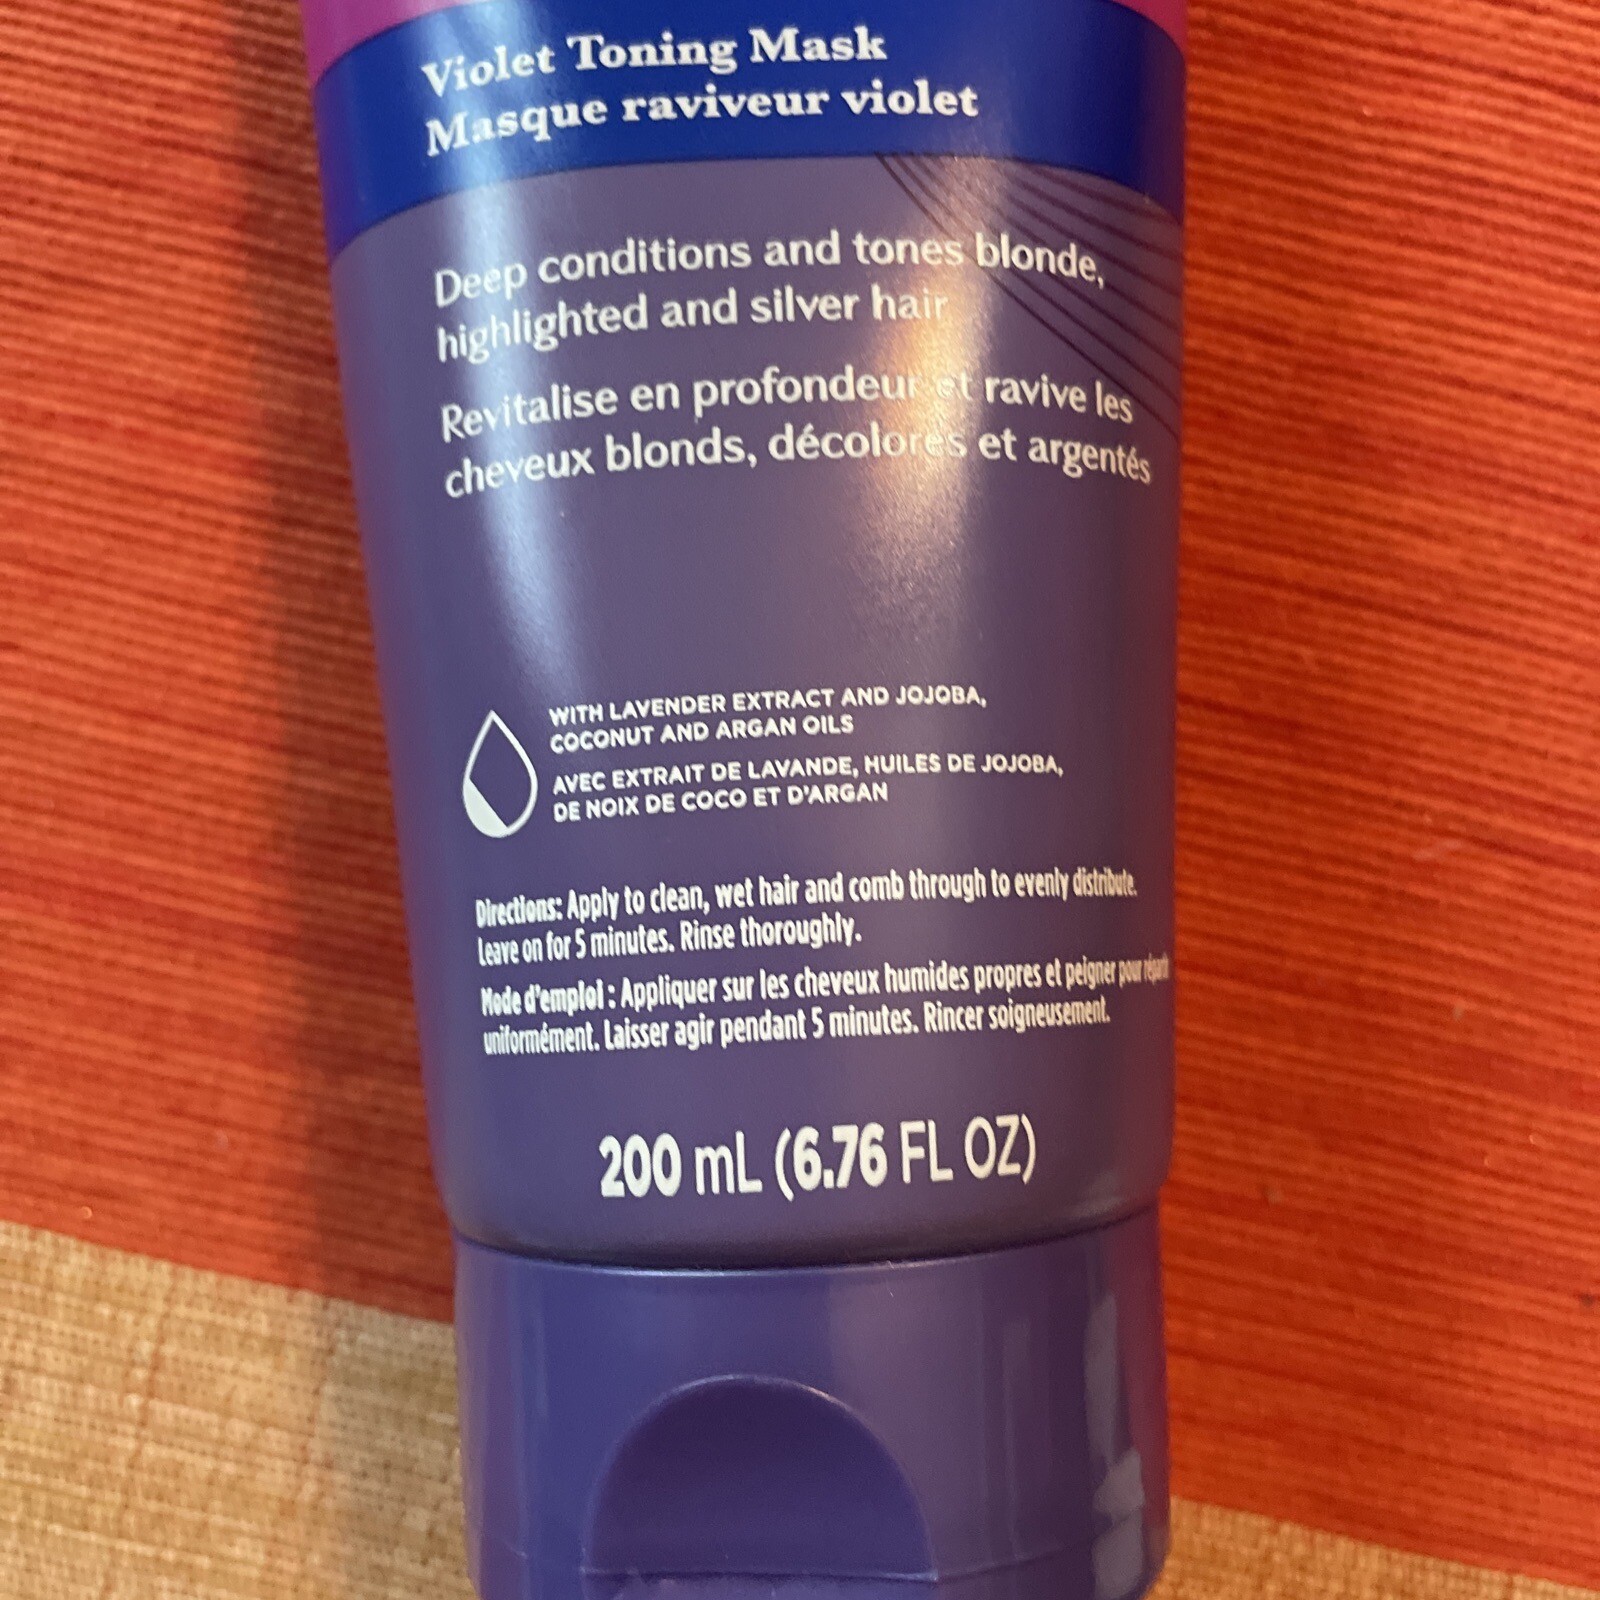 Violet Toning Mask
Masque raviveur violet
Deep conditions and tones blonde,
highlighted and silver hair
Revitalise en profondeur et ravive les
cheveux blonds, décolorés et argentés
WITH LAVENDER EXTRACT AND JOJOBA,
COCONUT AND ARGAN OILS
AVEC EXTRAIT DE LAVANDE, HUILES DE JOJOBA,
DE NOIX DE COCO ET D'ARGAN
Directions: Apply to clean, wet hair and comb through to evenly distribute.
Leave on for 5 minutes. Rinse thoroughly.
Mode d'emploi : Appliquer sur les cheveux humides propres et peigner pour répartir
uniformément. Laisser agir pendant 5 minutes. Rincer soigneusement.
200 mL (6.76 FL OZ)